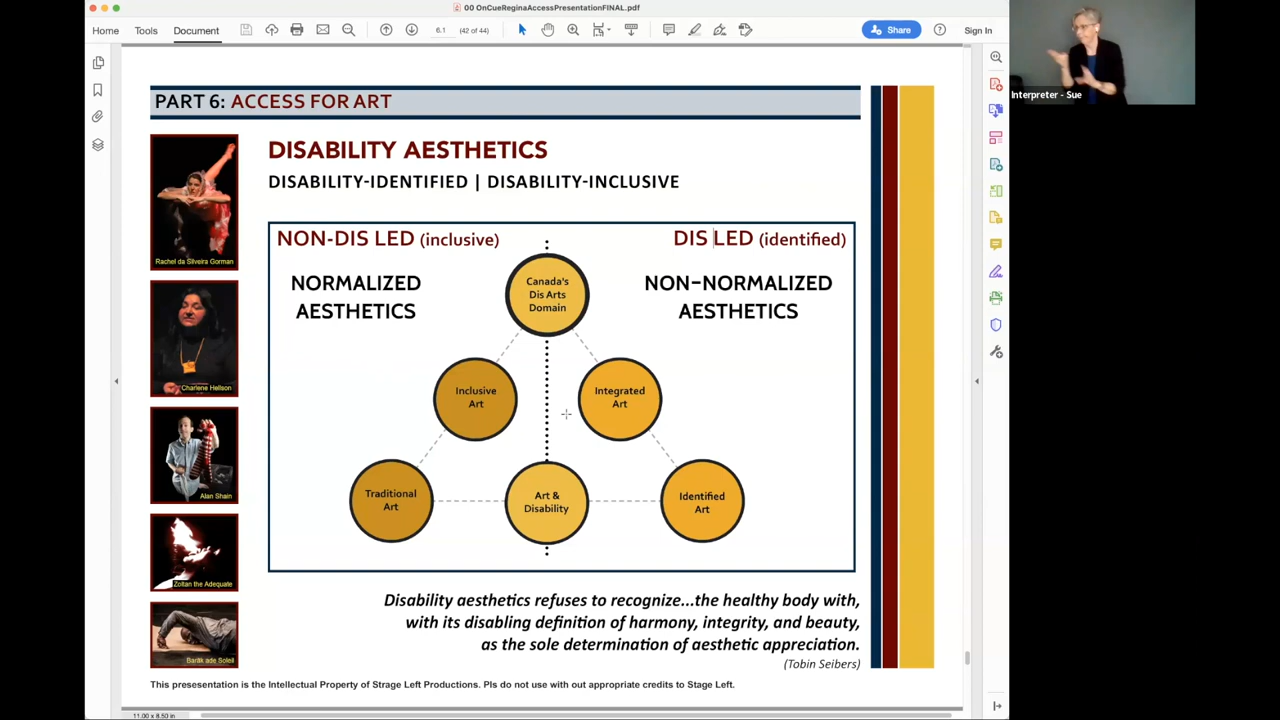 00 OnCueReginaAccessPresentationFINAL.pdf
Home Tools Document 6.1 (42 of 44) Share Sign In
Interpreter - Sue
PART 6: ACCESS FOR ART
DISABILITY AESTHETICS
DISABILITY-IDENTIFIED | DISABILITY-INCLUSIVE
NON-DIS LED (inclusive)
DIS LED (identified)
NORMALIZED
AESTHETICS
NON-NORMALIZED
AESTHETICS
Canada's
Dis Arts
Domain
Inclusive
Art
Integrated
Art
Traditional
Art
Art &
Disability
Identified
Art
Rachel da Silveira Gorman
Charlene Hellson
Alan Shain
Zoltan the Adequate
Barak ade Soleil
Disability aesthetics refuses to recognize...the healthy body with,
with its disabling definition of harmony, integrity, and beauty,
as the sole determination of aesthetic appreciation.
(Tobin Seibers)
This presesentation is the Intellectual Property of Strage Left Productions. Pls do not use with out appropriate credits to Stage Left.
11.00 x 8.50 in